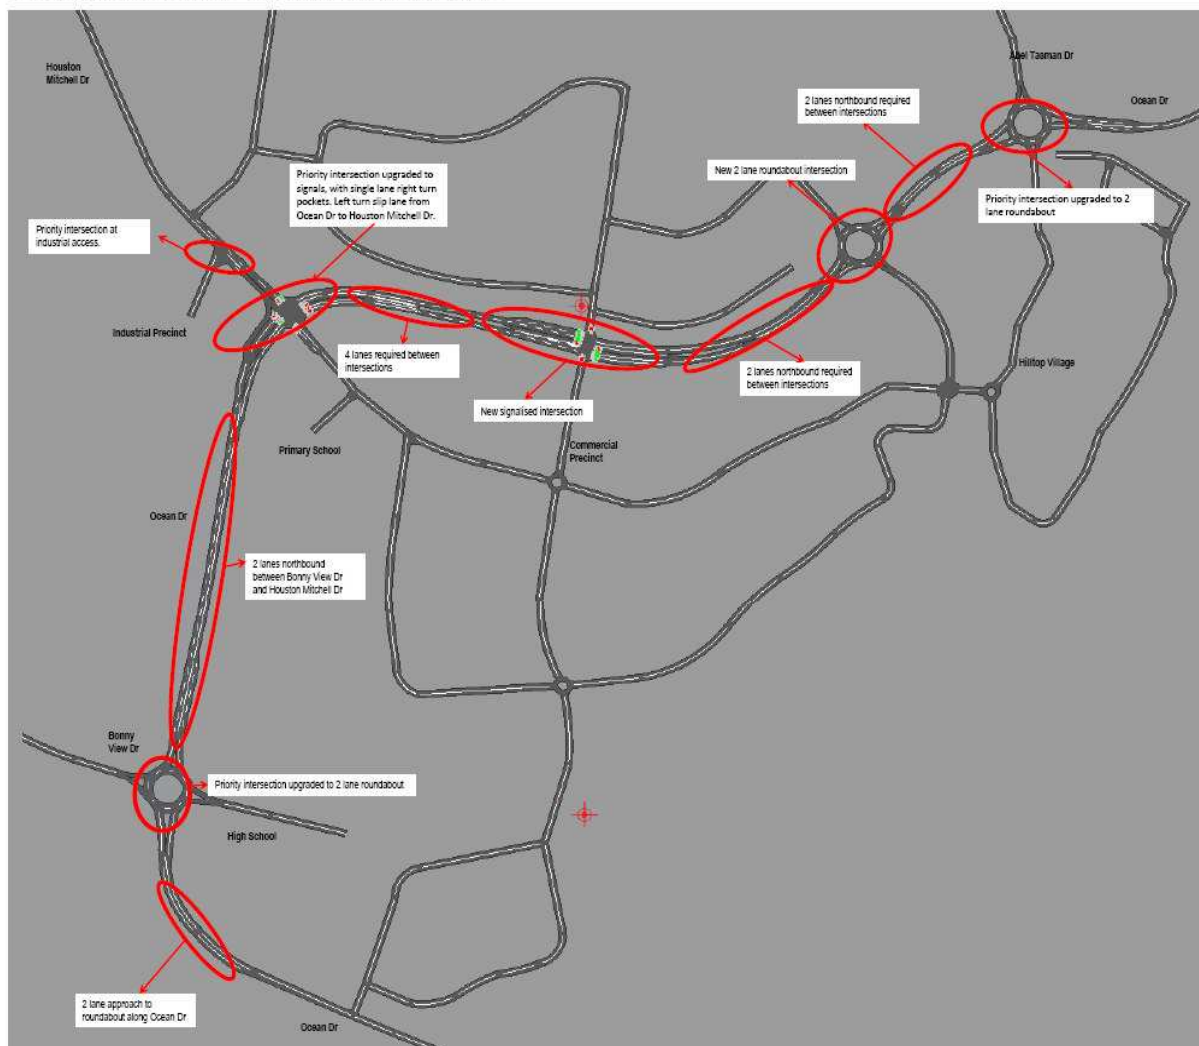 Houston
Mitchell Dr
Abel Tasman Dr
Ocean Dr
2 lanes northbound required
between intersections
Priority intersection upgraded to
signals, with single lane right turn
pockets. Left turn slip lane from
Ocean Dr to Houston Mitchell Dr.
New 2 lane roundabout intersection
Priority intersection upgraded to 2
lane roundabout
Priority intersection at
industrial access.
Industrial Precinct
4 lanes required between
intersections
2 lanes northbound required
between intersections
Hilltop Village
New signalised intersection
Primary School
Commercial
Precinct
Ocean Dr
2 lanes northbound
between Bonny View Dr
and Houston Mitchell Dr
Bonny
View Dr
Priority intersection upgraded to 2 lane roundabout
High School
2 lane approach to
roundabout along Ocean Dr
Ocean Dr